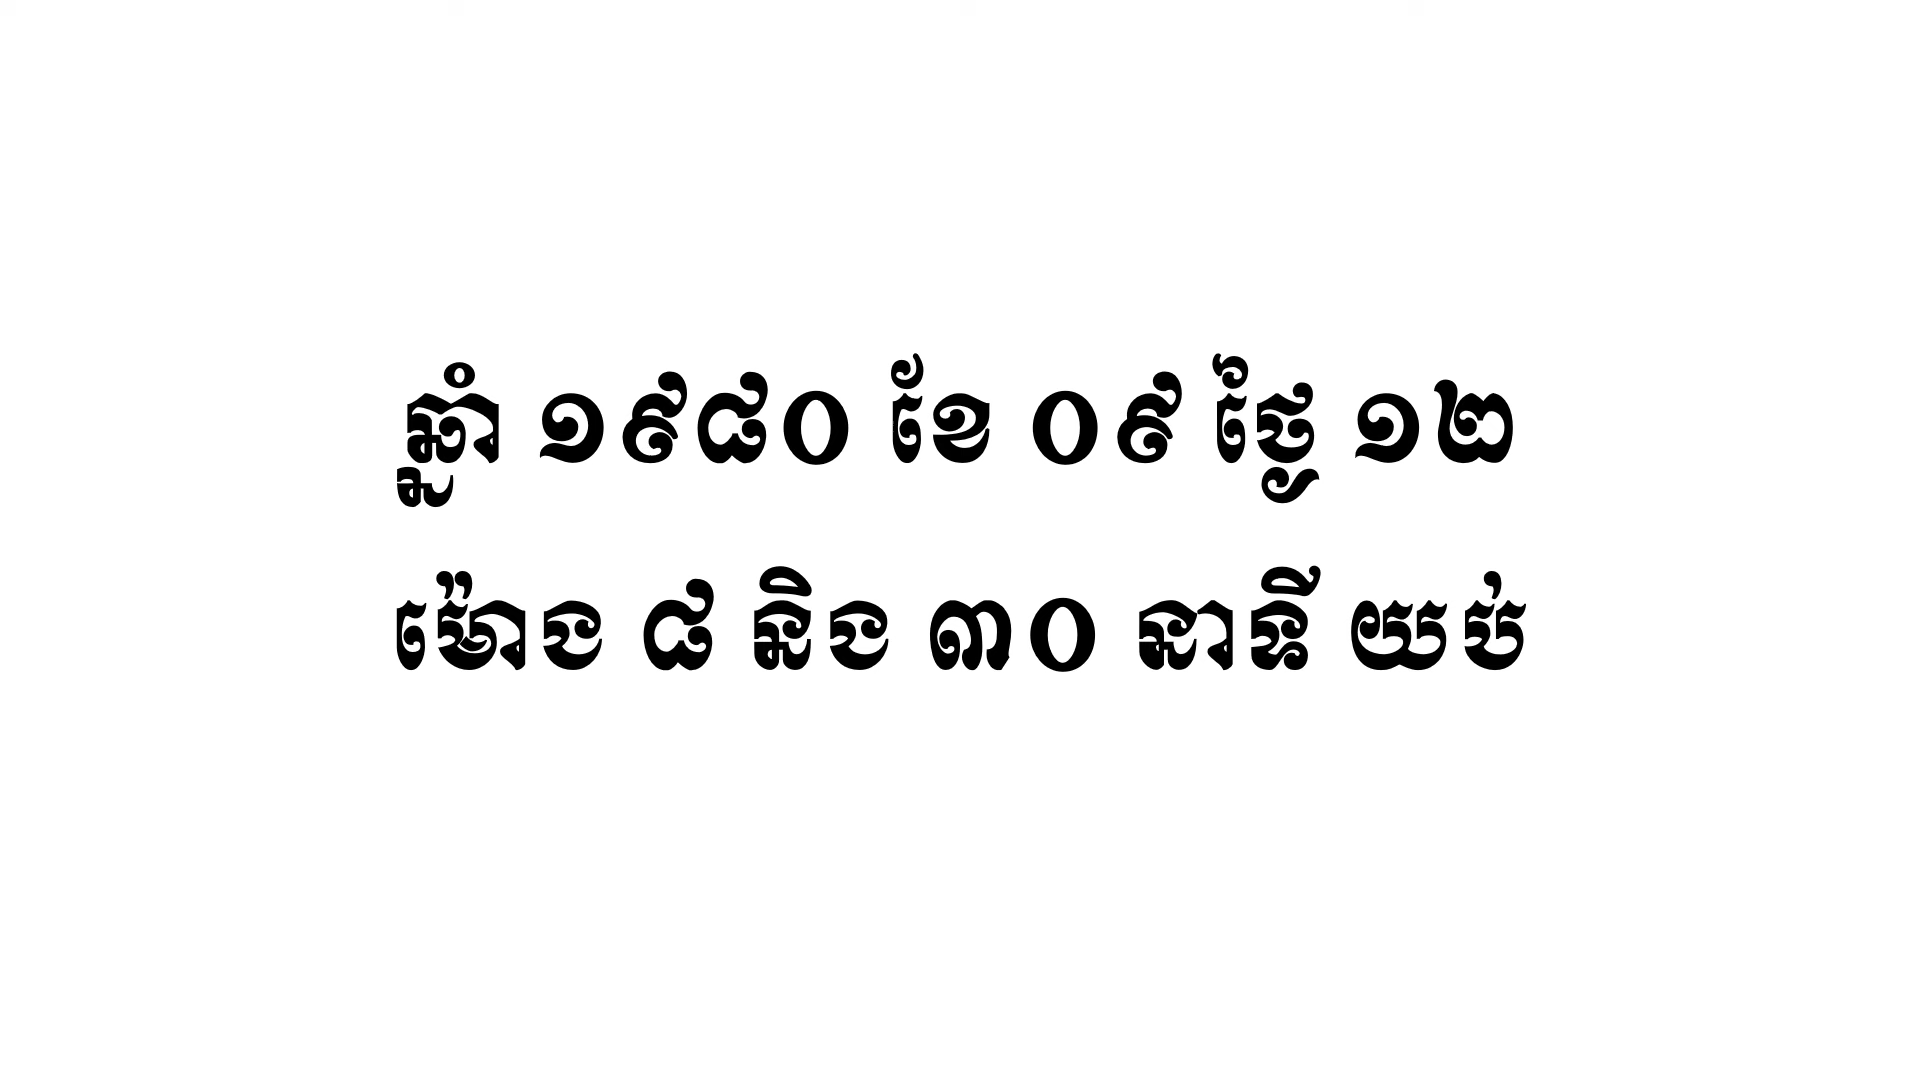 ឆ្នាំ ១៩៨០ ខែ ០៩ ថ្ងៃ ១២
ម៉ោង ៨ និង ៣០ នាទី យប់